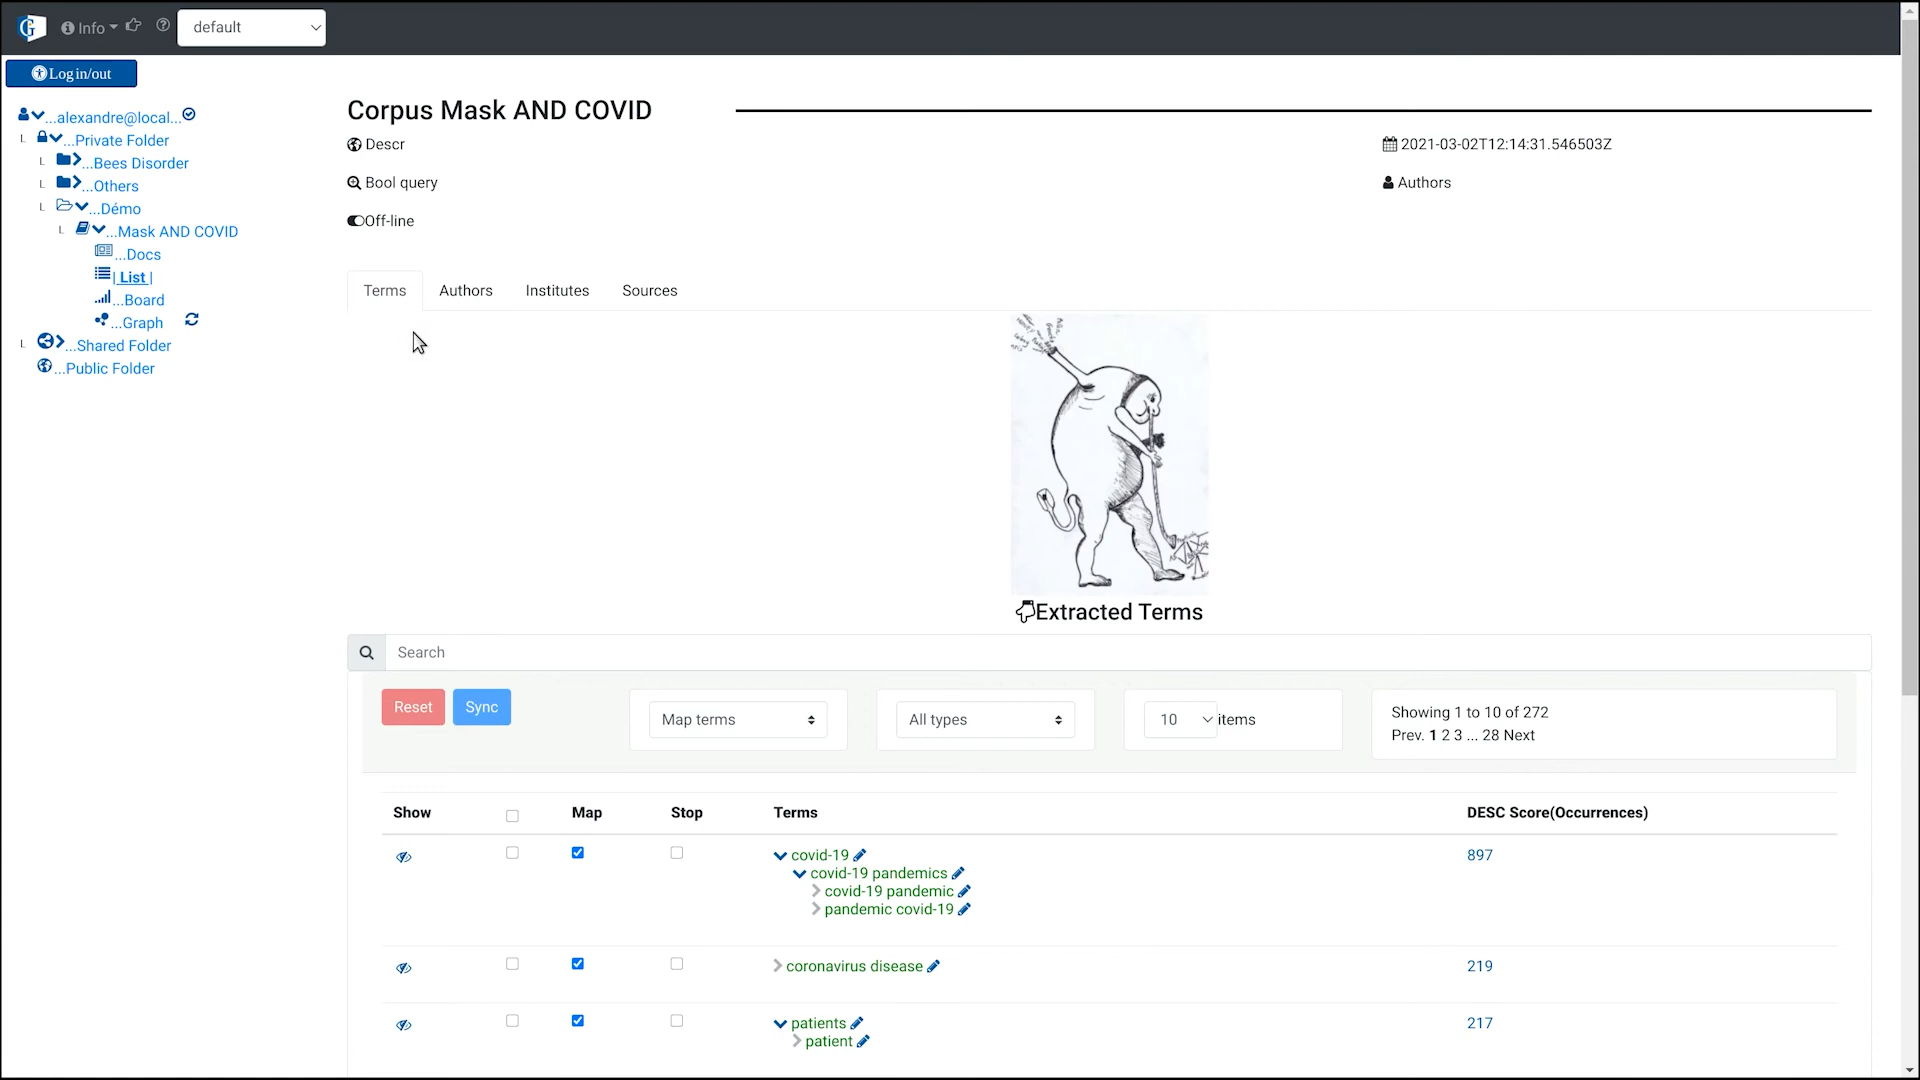 Info
default
Log in/out
...alexandre@local...
...Private Folder
...Bees Disorder
...Others
...Démo
...Mask AND COVID
...Docs
| List |
...Board
...Graph
...Shared Folder
...Public Folder
Corpus Mask AND COVID
Descr
2021-03-02T12:14:31.546503Z
Bool query
Authors
Off-line
Terms Authors Institutes Sources
Extracted Terms
Search
Reset Sync Map terms All types 10 items
Showing 1 to 10 of 272
Prev. 1 2 3 ... 28 Next
Show Map Stop Terms DESC Score(Occurrences)
covid-19 897
covid-19 pandemics
covid-19 pandemic
pandemic covid-19
coronavirus disease 219
patients 217
patient